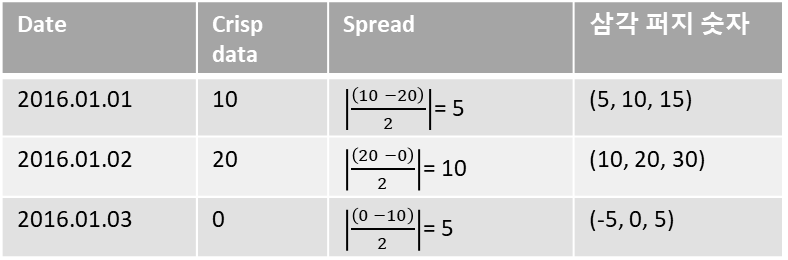 Date Crisp data Spread 삼각 퍼지 숫자
2016.01.01 10 |(10 −20)/2|= 5 (5, 10, 15)
2016.01.02 20 |(20 −0)/2|= 10 (10, 20, 30)
2016.01.03 0 |(0 −10)/2|= 5 (-5, 0, 5)